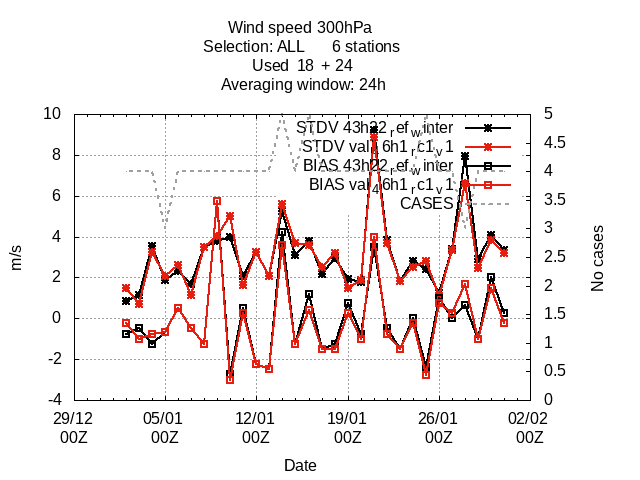 Wind speed 300hPa
Selection: ALL 6 stations
Used 18 + 24
Averaging window: 24h
STDV 43h22_ref_winter
STDV val_46h1_rc1_v1
BIAS 43h22_ref_winter
BIAS val_46h1_rc1_v1
CASES
10
8
6
4
2
0
-2
-4
m/s
5
4.5
4
3.5
3
2.5
2
1.5
1
0.5
0
No cases
29/12 05/01 12/01 19/01 26/01 02/02
00Z 00Z 00Z 00Z 00Z 00Z
Date